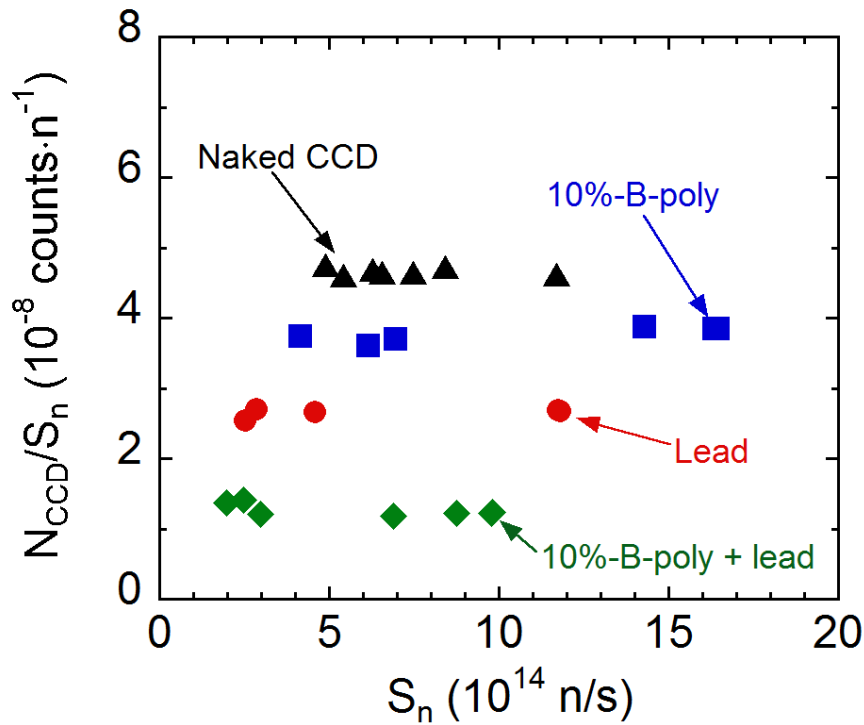 8
6
4
2
0
N_CCD/S_n (10^-8 counts·n^-1)
Naked CCD
10%-B-poly
Lead
10%-B-poly + lead
0 5 10 15 20
S_n (10^14 n/s)